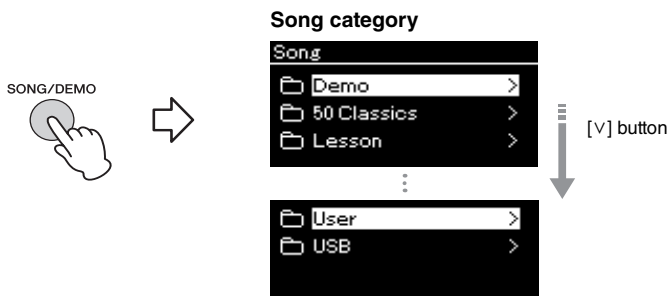 Song category
SONG/DEMO
Song
Demo >
50 Classics >
Lesson >
[∨] button
User >
USB >